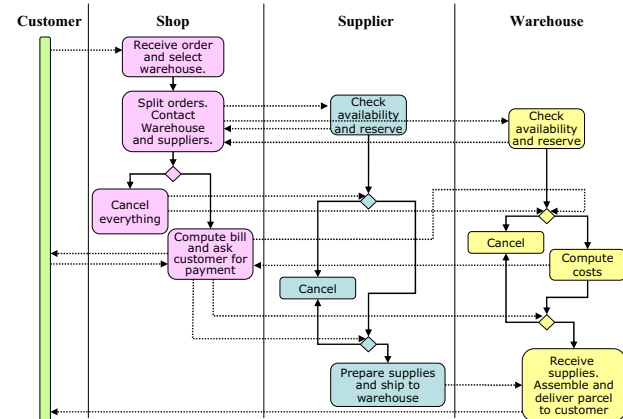 Customer
Shop
Supplier
Warehouse
Receive order
and select
warehouse.
Split orders.
Contact
Warehouse
and suppliers.
Check
availability
and reserve
Check
availability
and reserve
Cancel
everything
Compute bill
and ask
customer for
payment
Cancel
Compute
costs
Cancel
Prepare supplies
and ship to
warehouse
Receive
supplies.
Assemble and
deliver parcel
to customer